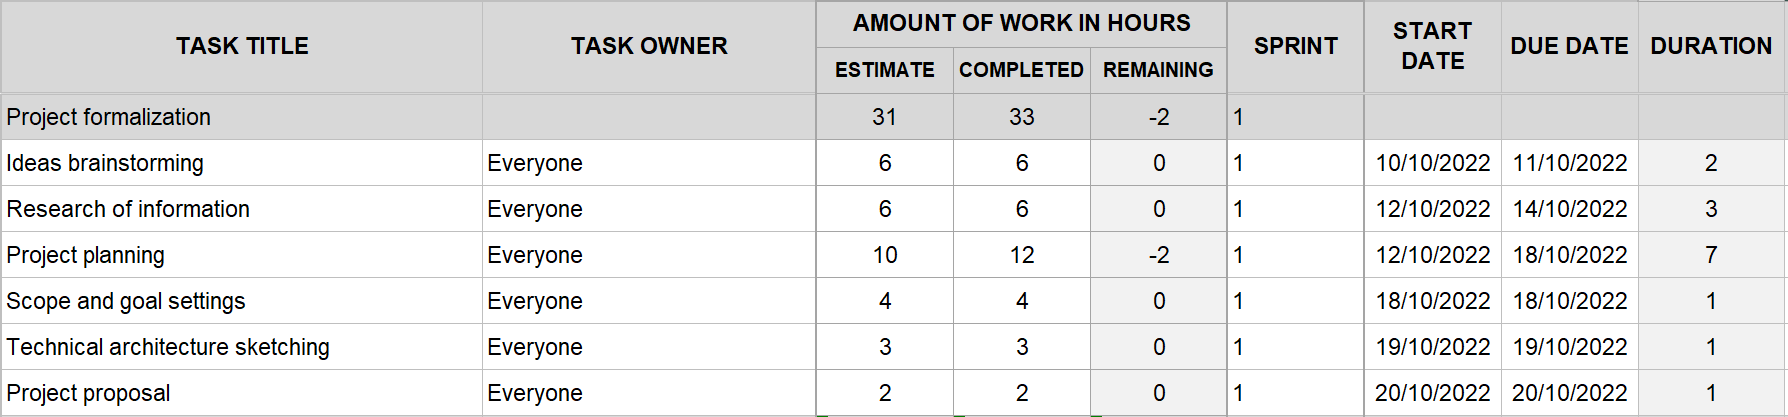 TASK TITLE TASK OWNER AMOUNT OF WORK IN HOURS SPRINT START DATE DUE DATE DURATION
ESTIMATE COMPLETED REMAINING
Project formalization 31 33 -2 1
Ideas brainstorming Everyone 6 6 0 1 10/10/2022 11/10/2022 2
Research of information Everyone 6 6 0 1 12/10/2022 14/10/2022 3
Project planning Everyone 10 12 -2 1 12/10/2022 18/10/2022 7
Scope and goal settings Everyone 4 4 0 1 18/10/2022 18/10/2022 1
Technical architecture sketching Everyone 3 3 0 1 19/10/2022 19/10/2022 1
Project proposal Everyone 2 2 0 1 20/10/2022 20/10/2022 1